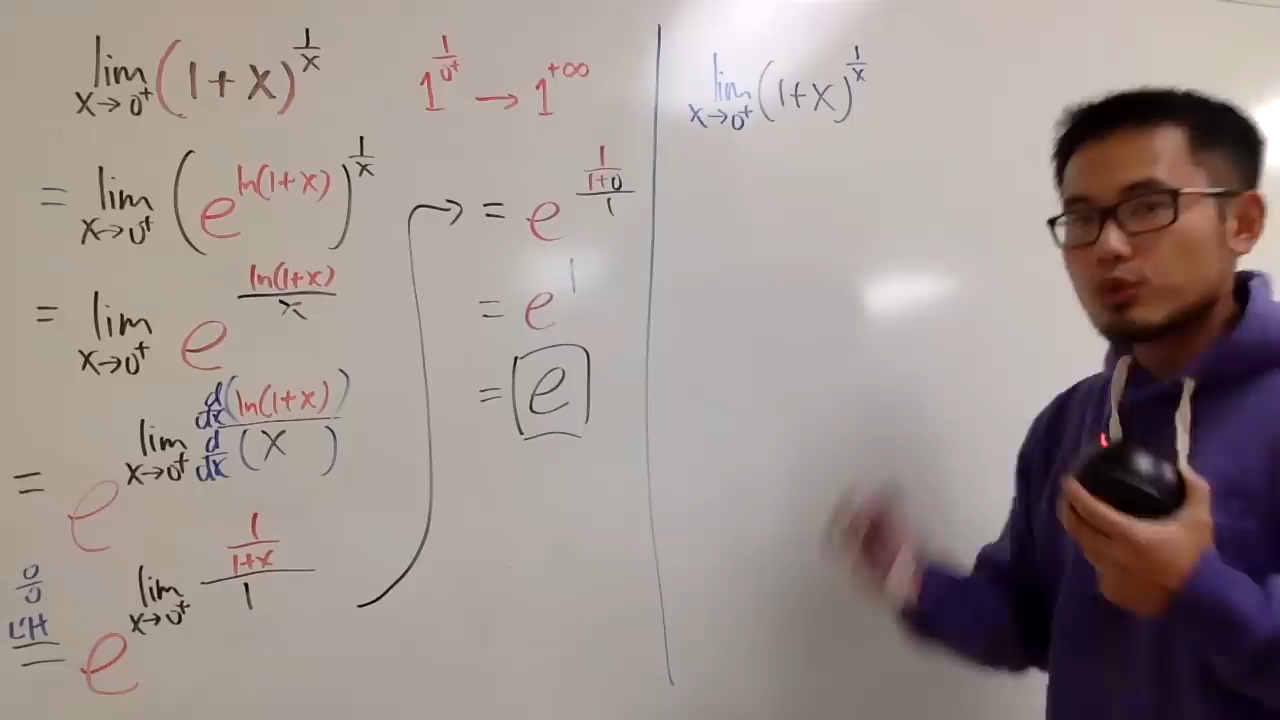 lim x→0⁺ (1+x)^(1/x)
1^(1/0⁺) → 1^(+∞)
= lim x→0⁺ (e^(ln(1+x)))^(1/x)
= lim x→0⁺ e^(ln(1+x)/x)
= e^(lim x→0⁺ (d/dx (ln(1+x)))/(d/dx (x)))
0/0
L'H
= e^(lim x→0⁺ (1/(1+x))/1)
→ = e^((1/(1+0))/1)
= e^1
= e
lim x→0⁺ (1+x)^(1/x)